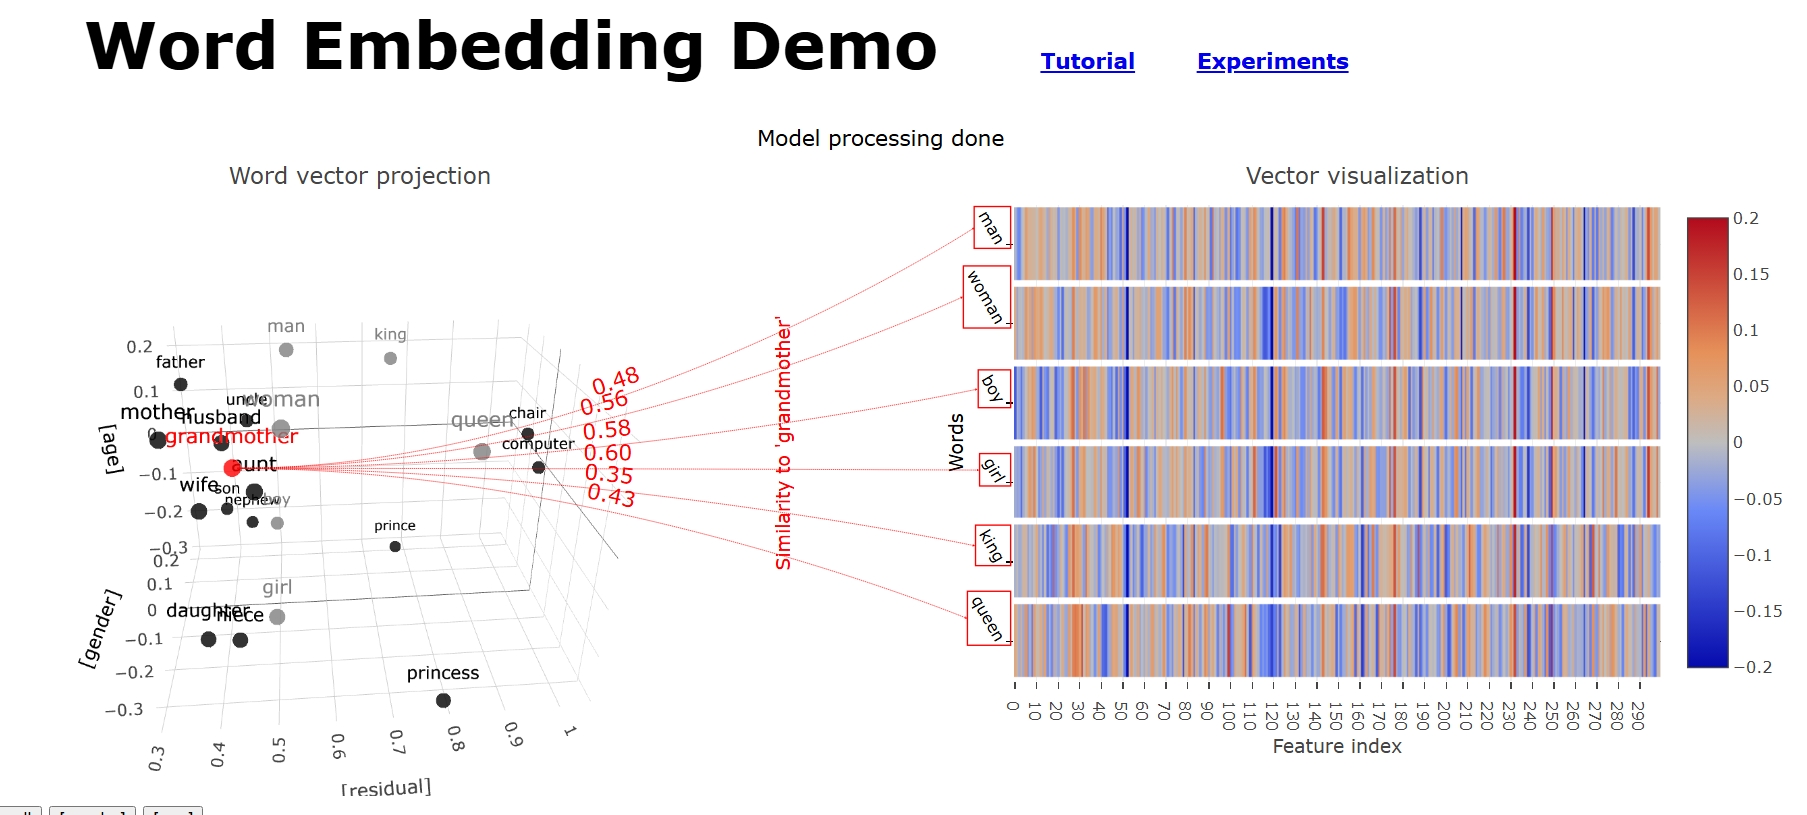 Word Embedding Demo
Tutorial
Experiments
Model processing done
Word vector projection
Vector visualization
man
king
father
uncle
woman
mother
husband
grandmother
queen
chair
computer
aunt
wife
son
nephew
boy
prince
girl
daughter
niece
princess
[age]
0.2
0.1
0
−0.1
−0.2
−0.3
[gender]
0.2
0.1
0
−0.1
−0.2
−0.3
0.3
0.4
0.5
0.6
0.7
0.8
0.9
1
[residual]
0.48
0.56
0.58
0.60
0.35
0.43
Similarity to 'grandmother'
Words
man
woman
boy
girl
king
queen
0
10
20
30
40
50
60
70
80
90
100
110
120
130
140
150
160
170
180
190
200
210
220
230
240
250
260
270
280
290
Feature index
0.2
0.15
0.1
0.05
0
−0.05
−0.1
−0.15
−0.2